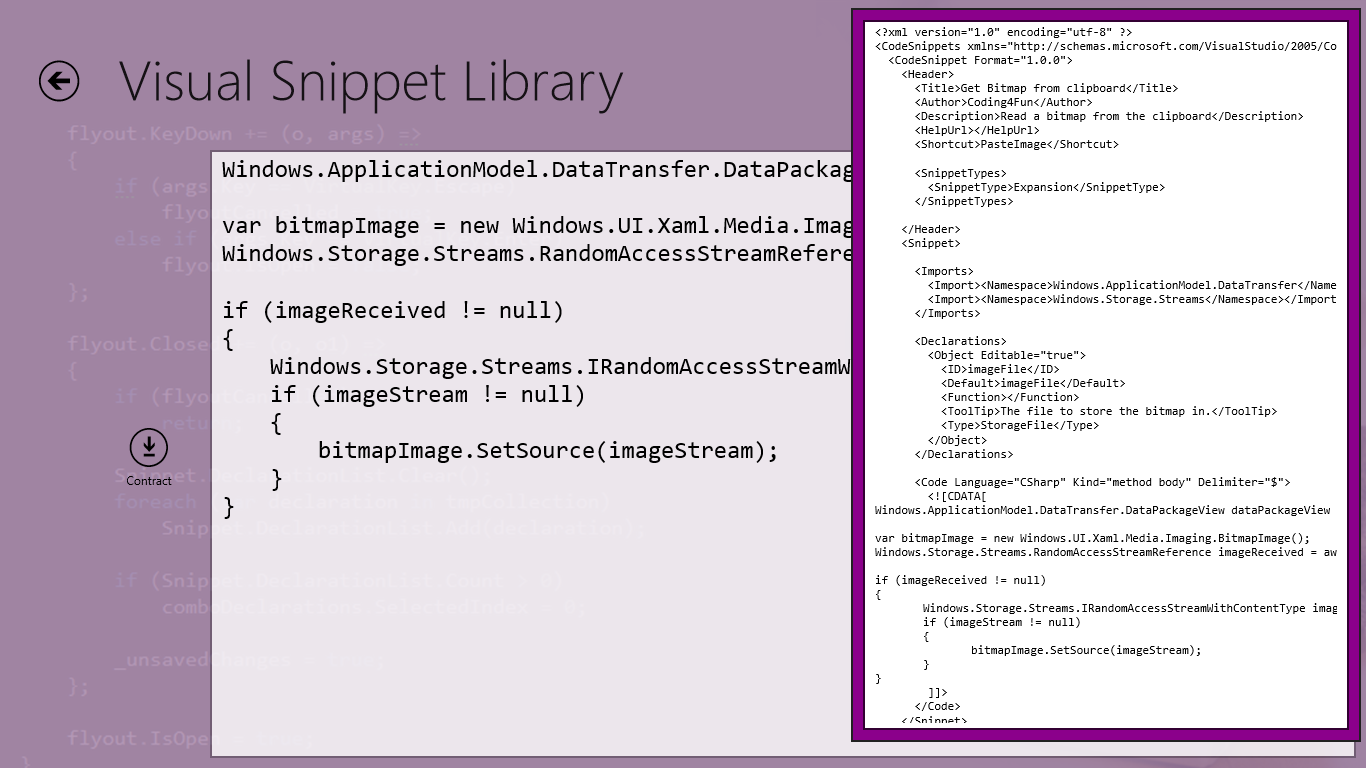 Visual Snippet Library
flyout.KeyDown += (o, args) =>
{
if (args.Key == VirtualKey.Escape)
else if
};
{
return;
Snippet.DeclarationList.Clear();
foreach (var declaration in tmpCollection)
Snippet.DeclarationList.Add(declaration);
if (Snippet.DeclarationList.Count > 0)
comboDeclarations.SelectedIndex = 0;
_unsavedChanges = true;
};
flyout.IsOpen = true;
}
Contract
Windows.ApplicationModel.DataTransfer.DataPackag
var bitmapImage = new Windows.UI.Xaml.Media.Imag
Windows.Storage.Streams.RandomAccessStreamRefere
if (imageReceived != null)
{
Windows.Storage.Streams.IRandomAccessStreamW
if (imageStream != null)
{
bitmapImage.SetSource(imageStream);
}
}
<?xml version="1.0" encoding="utf-8" ?>
<CodeSnippets xmlns="http://schemas.microsoft.com/VisualStudio/2005/Co
<CodeSnippet Format="1.0.0">
<Header>
<Title>Get Bitmap from clipboard</Title>
<Author>Coding4Fun</Author>
<Description>Read a bitmap from the clipboard</Description>
<HelpUrl></HelpUrl>
<Shortcut>PasteImage</Shortcut>
<SnippetTypes>
<SnippetType>Expansion</SnippetType>
</SnippetTypes>
</Header>
<Snippet>
<Imports>
<Import><Namespace>Windows.ApplicationModel.DataTransfer</Name
<Import><Namespace>Windows.Storage.Streams</Namespace></Import
</Imports>
<Declarations>
<Object Editable="true">
<ID>imageFile</ID>
<Default>imageFile</Default>
<Function></Function>
<ToolTip>The file to store the bitmap in.</ToolTip>
<Type>StorageFile</Type>
</Object>
</Declarations>
<Code Language="CSharp" Kind="method body" Delimiter="$">
<![CDATA[
Windows.ApplicationModel.DataTransfer.DataPackageView dataPackageView
var bitmapImage = new Windows.UI.Xaml.Media.Imaging.BitmapImage();
Windows.Storage.Streams.RandomAccessStreamReference imageReceived = aw
if (imageReceived != null)
{
Windows.Storage.Streams.IRandomAccessStreamWithContentType imag
if (imageStream != null)
{
bitmapImage.SetSource(imageStream);
}
}
]]>
</Code>
</Snippet>